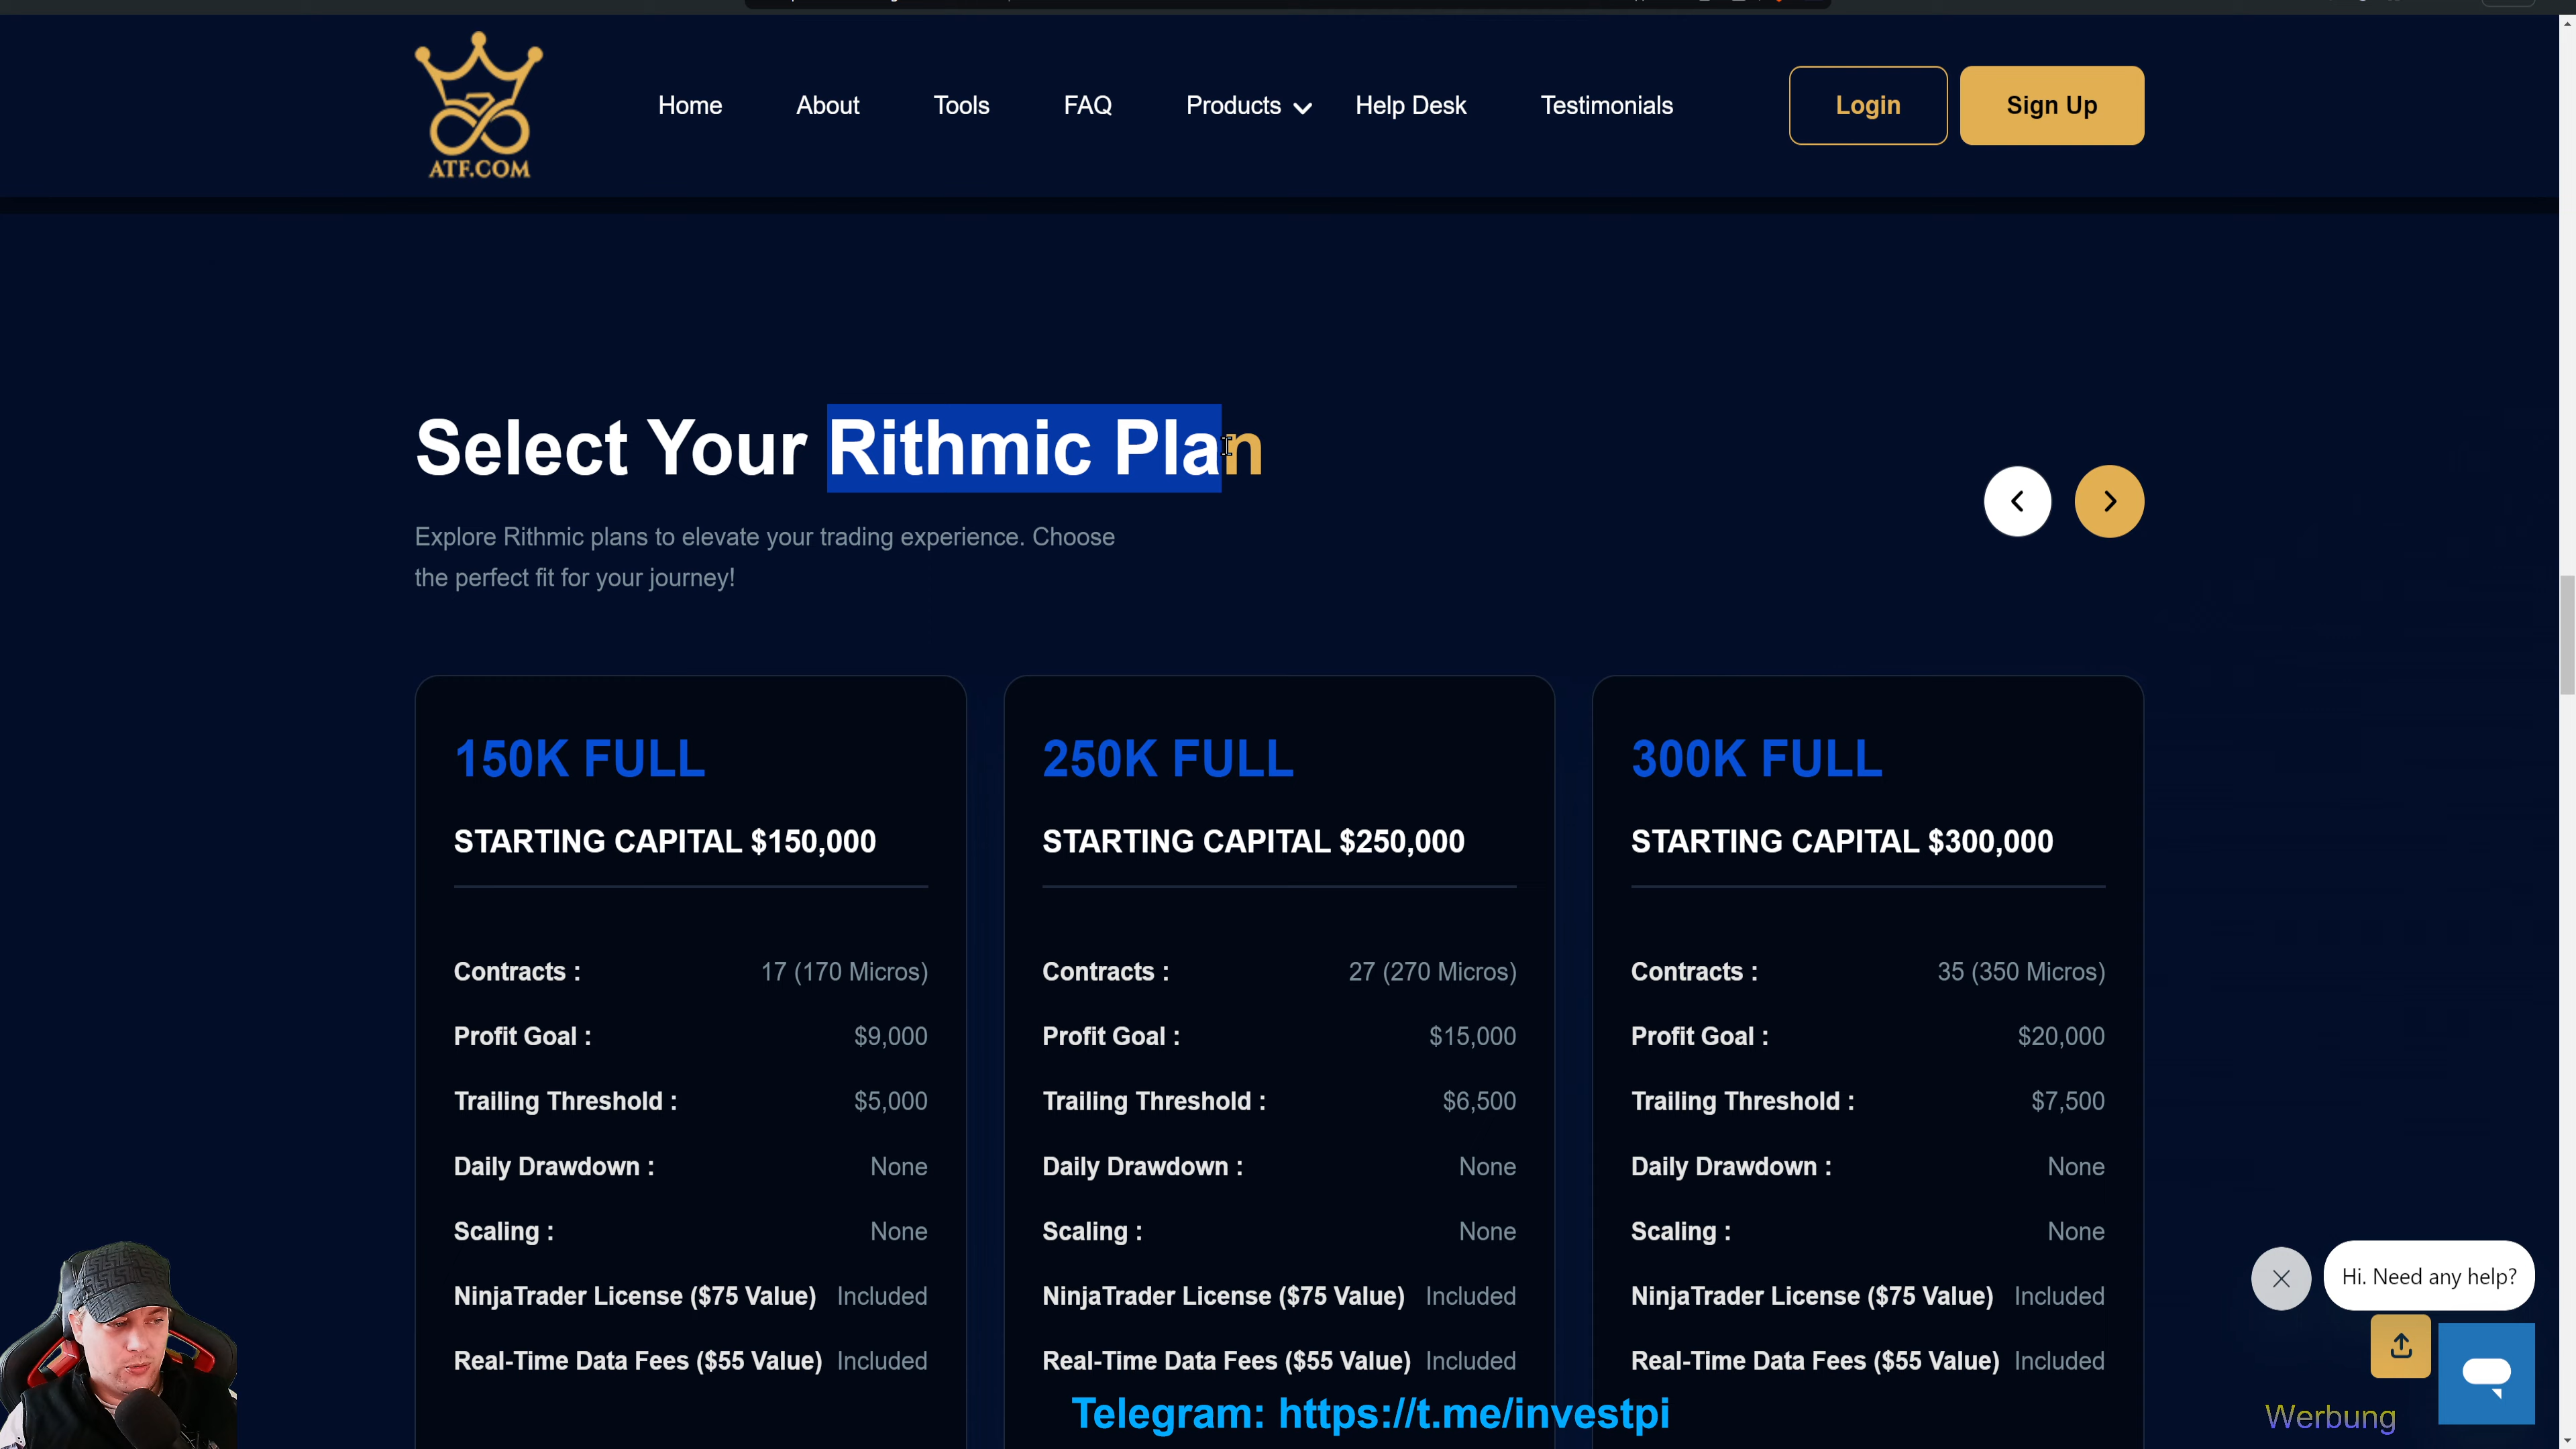 ATF.COM
Home About Tools FAQ Products Help Desk Testimonials Login Sign Up
Select Your Rithmic Plan
Explore Rithmic plans to elevate your trading experience. Choose
the perfect fit for your journey!
150K FULL
STARTING CAPITAL $150,000
Contracts : 17 (170 Micros)
Profit Goal : $9,000
Trailing Threshold : $5,000
Daily Drawdown : None
Scaling : None
NinjaTrader License ($75 Value) Included
Real-Time Data Fees ($55 Value) Included
250K FULL
STARTING CAPITAL $250,000
Contracts : 27 (270 Micros)
Profit Goal : $15,000
Trailing Threshold : $6,500
Daily Drawdown : None
Scaling : None
NinjaTrader License ($75 Value) Included
Real-Time Data Fees ($55 Value) Included
300K FULL
STARTING CAPITAL $300,000
Contracts : 35 (350 Micros)
Profit Goal : $20,000
Trailing Threshold : $7,500
Daily Drawdown : None
Scaling : None
NinjaTrader License ($75 Value) Included
Real-Time Data Fees ($55 Value) Included
Hi. Need any help?
Telegram: https://t.me/investpi
Werbung